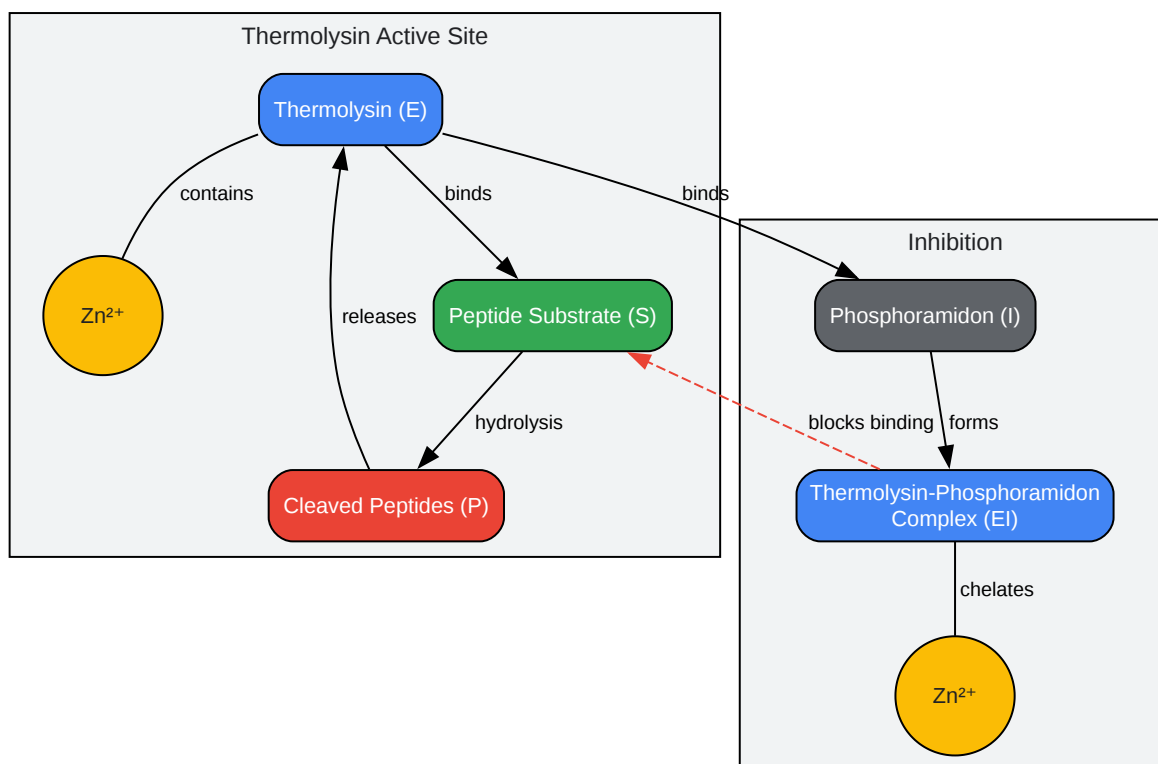 Thermolysin Active Site
Thermolysin (E)
contains
binds
binds
Inhibition
Zn²⁺
releases
Peptide Substrate (S)
Phosphoramidon (I)
hydrolysis
blocks binding
forms
Cleaved Peptides (P)
Thermolysin-Phosphoramidon
Complex (EI)
chelates
Zn²⁺